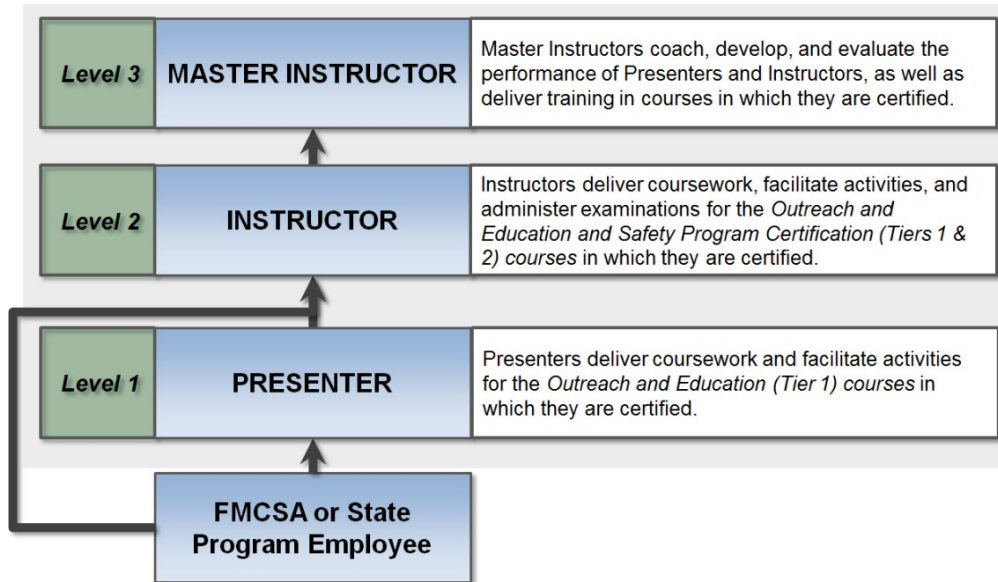 Level 3
MASTER INSTRUCTOR
Master Instructors coach, develop, and evaluate the
performance of Presenters and Instructors, as well as
deliver training in courses in which they are certified.
Level 2
INSTRUCTOR
Instructors deliver coursework, facilitate activities, and
administer examinations for the Outreach and
Education and Safety Program Certification (Tiers 1 &
2) courses in which they are certified.
Level 1
PRESENTER
Presenters deliver coursework and facilitate activities
for the Outreach and Education (Tier 1) courses in
which they are certified.
FMCSA or State
Program Employee